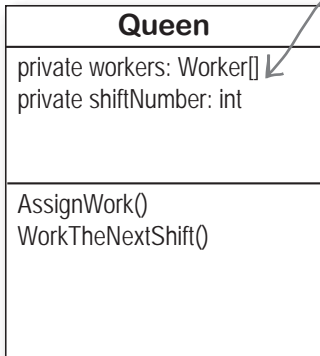 Queen
private workers: Worker[]
private shiftNumber: int
AssignWork()
WorkTheNextShift()